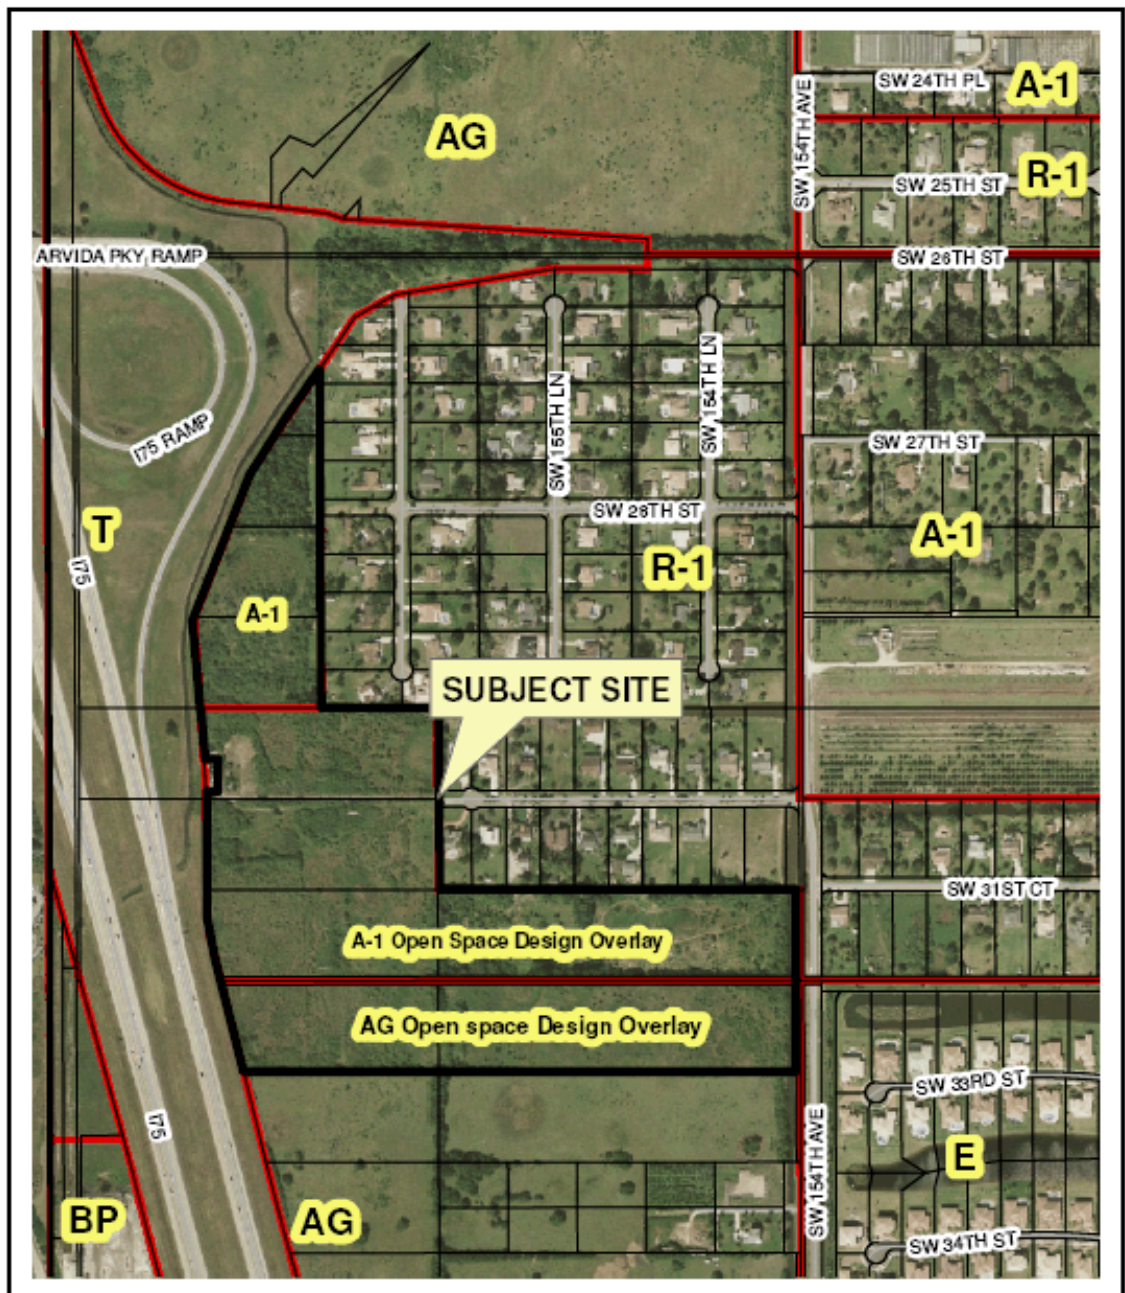 SW 24TH PL
A-1
AG
SW 154TH AVE
R-1
SW 25TH ST
ARVIDA PKY RAMP
SW 26TH ST
SW 155TH LN
SW 154TH LN
I75 RAMP
SW 27TH ST
SW 28TH ST
T
A-1
I75
R-1
A-1
SUBJECT SITE
SW 31ST CT
A-1 Open Space Design Overlay
AG Open space Design Overlay
SW 33RD ST
I75
SW 154TH AVE
E
BP
AG
SW 34TH ST